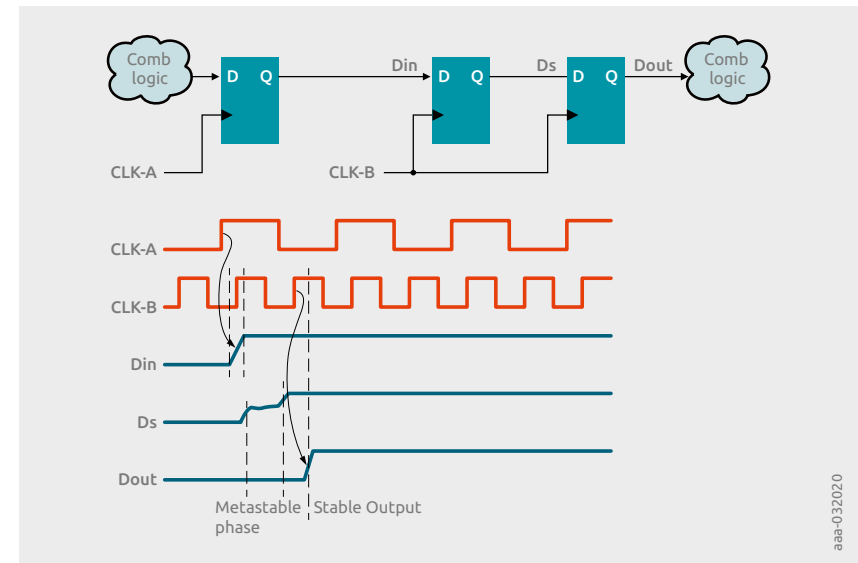 Comb
logic
D Q
Din
D Q
Ds
D Q
Dout
Comb
logic
CLK-A
CLK-B
CLK-A
CLK-B
Din
Ds
Dout
Metastable
phase
Stable Output
aaa-032020